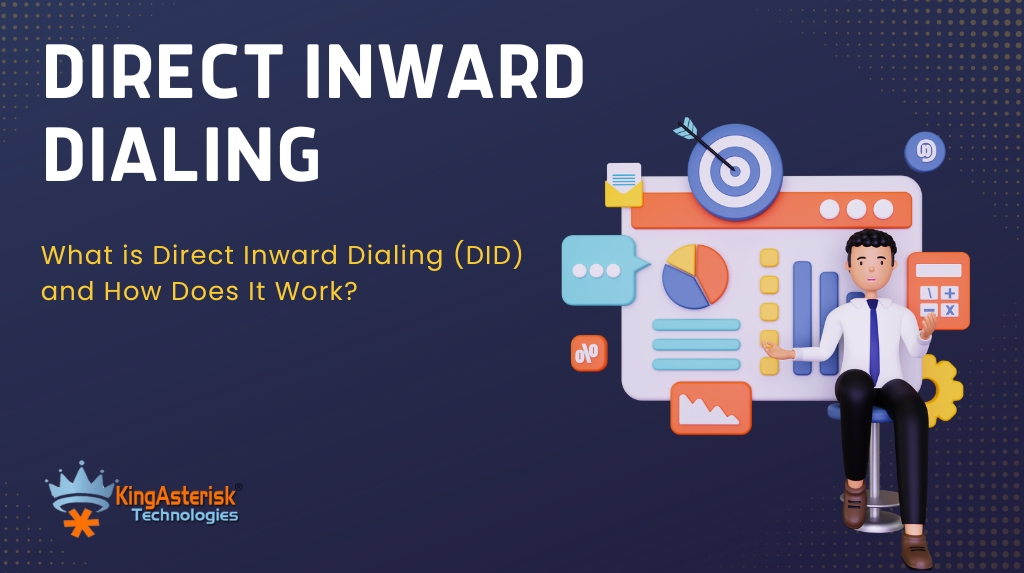 DIRECT INWARD
DIALING
What is Direct Inward Dialing (DID)
and How Does It Work?
KingAsterisk®
Technologies